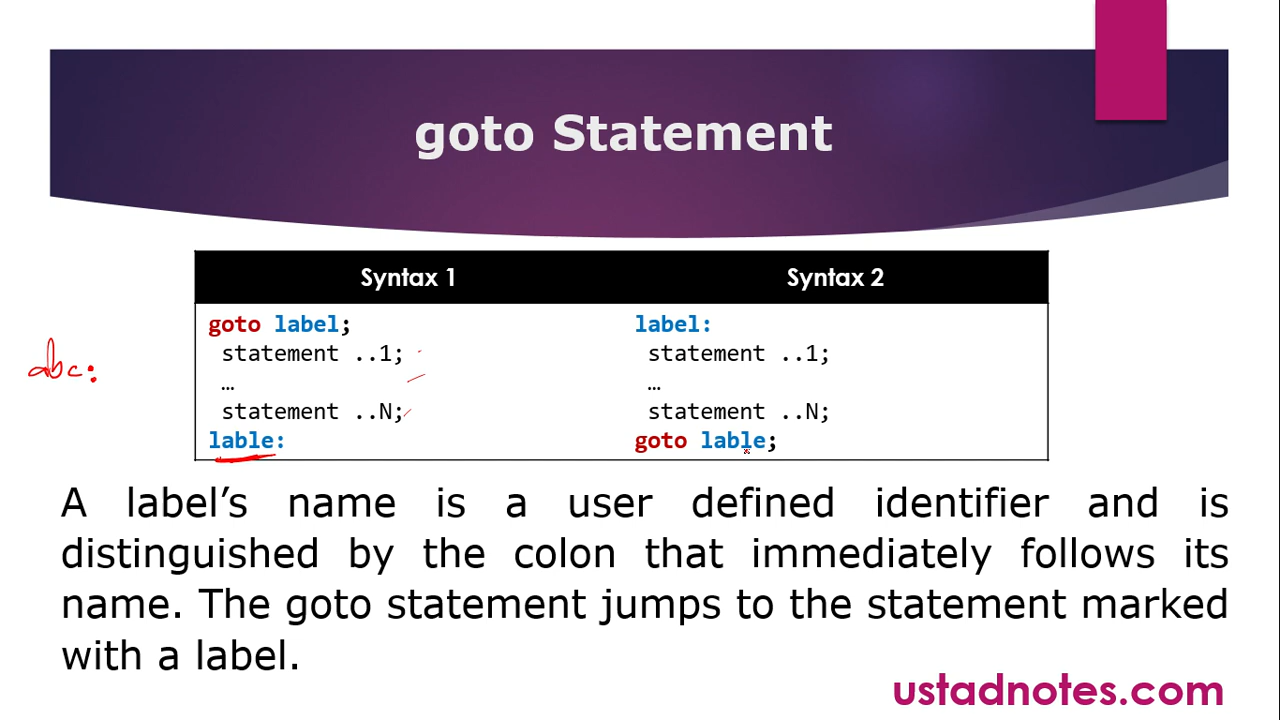 goto Statement
Syntax 1 Syntax 2
goto label; label:
statement ..1; statement ..1;
… …
statement ..N; statement ..N;
lable: goto lable;
abc:
A label’s name is a user defined identifier and is
distinguished by the colon that immediately follows its
name. The goto statement jumps to the statement marked
with a label.
ustadnotes.com